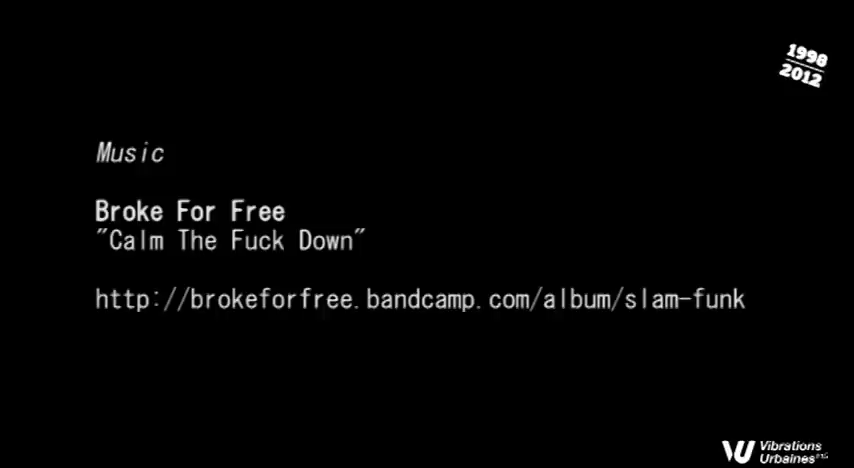 1998
2012
Music
Broke For Free
"Calm The Fuck Down"
http://brokeforfree.bandcamp.com/album/slam-funk
Vibrations
Urbaines